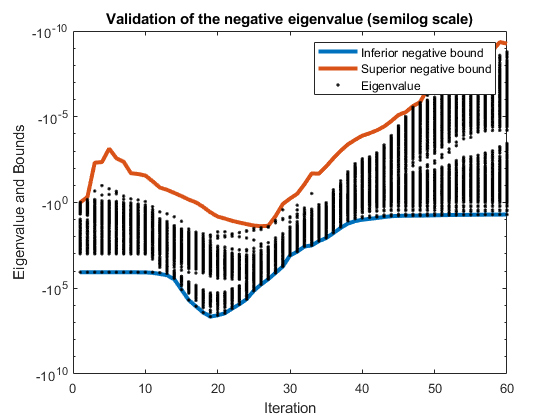 Validation of the negative eigenvalue (semilog scale)
-10^-10
Inferior negative bound
Superior negative bound
Eigenvalue
-10^-5
-10^0
-10^5
-10^10
Eigenvalue and Bounds
0 10 20 30 40 50 60
Iteration